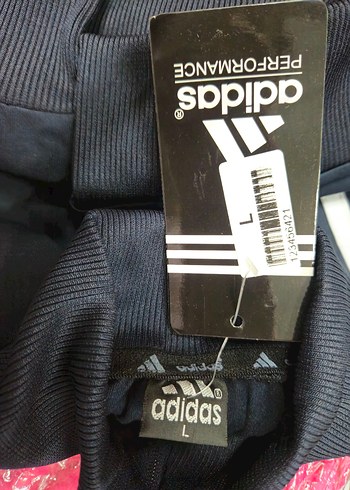 adidas®
PERFORMANCE
L
123456421
adidas®
L